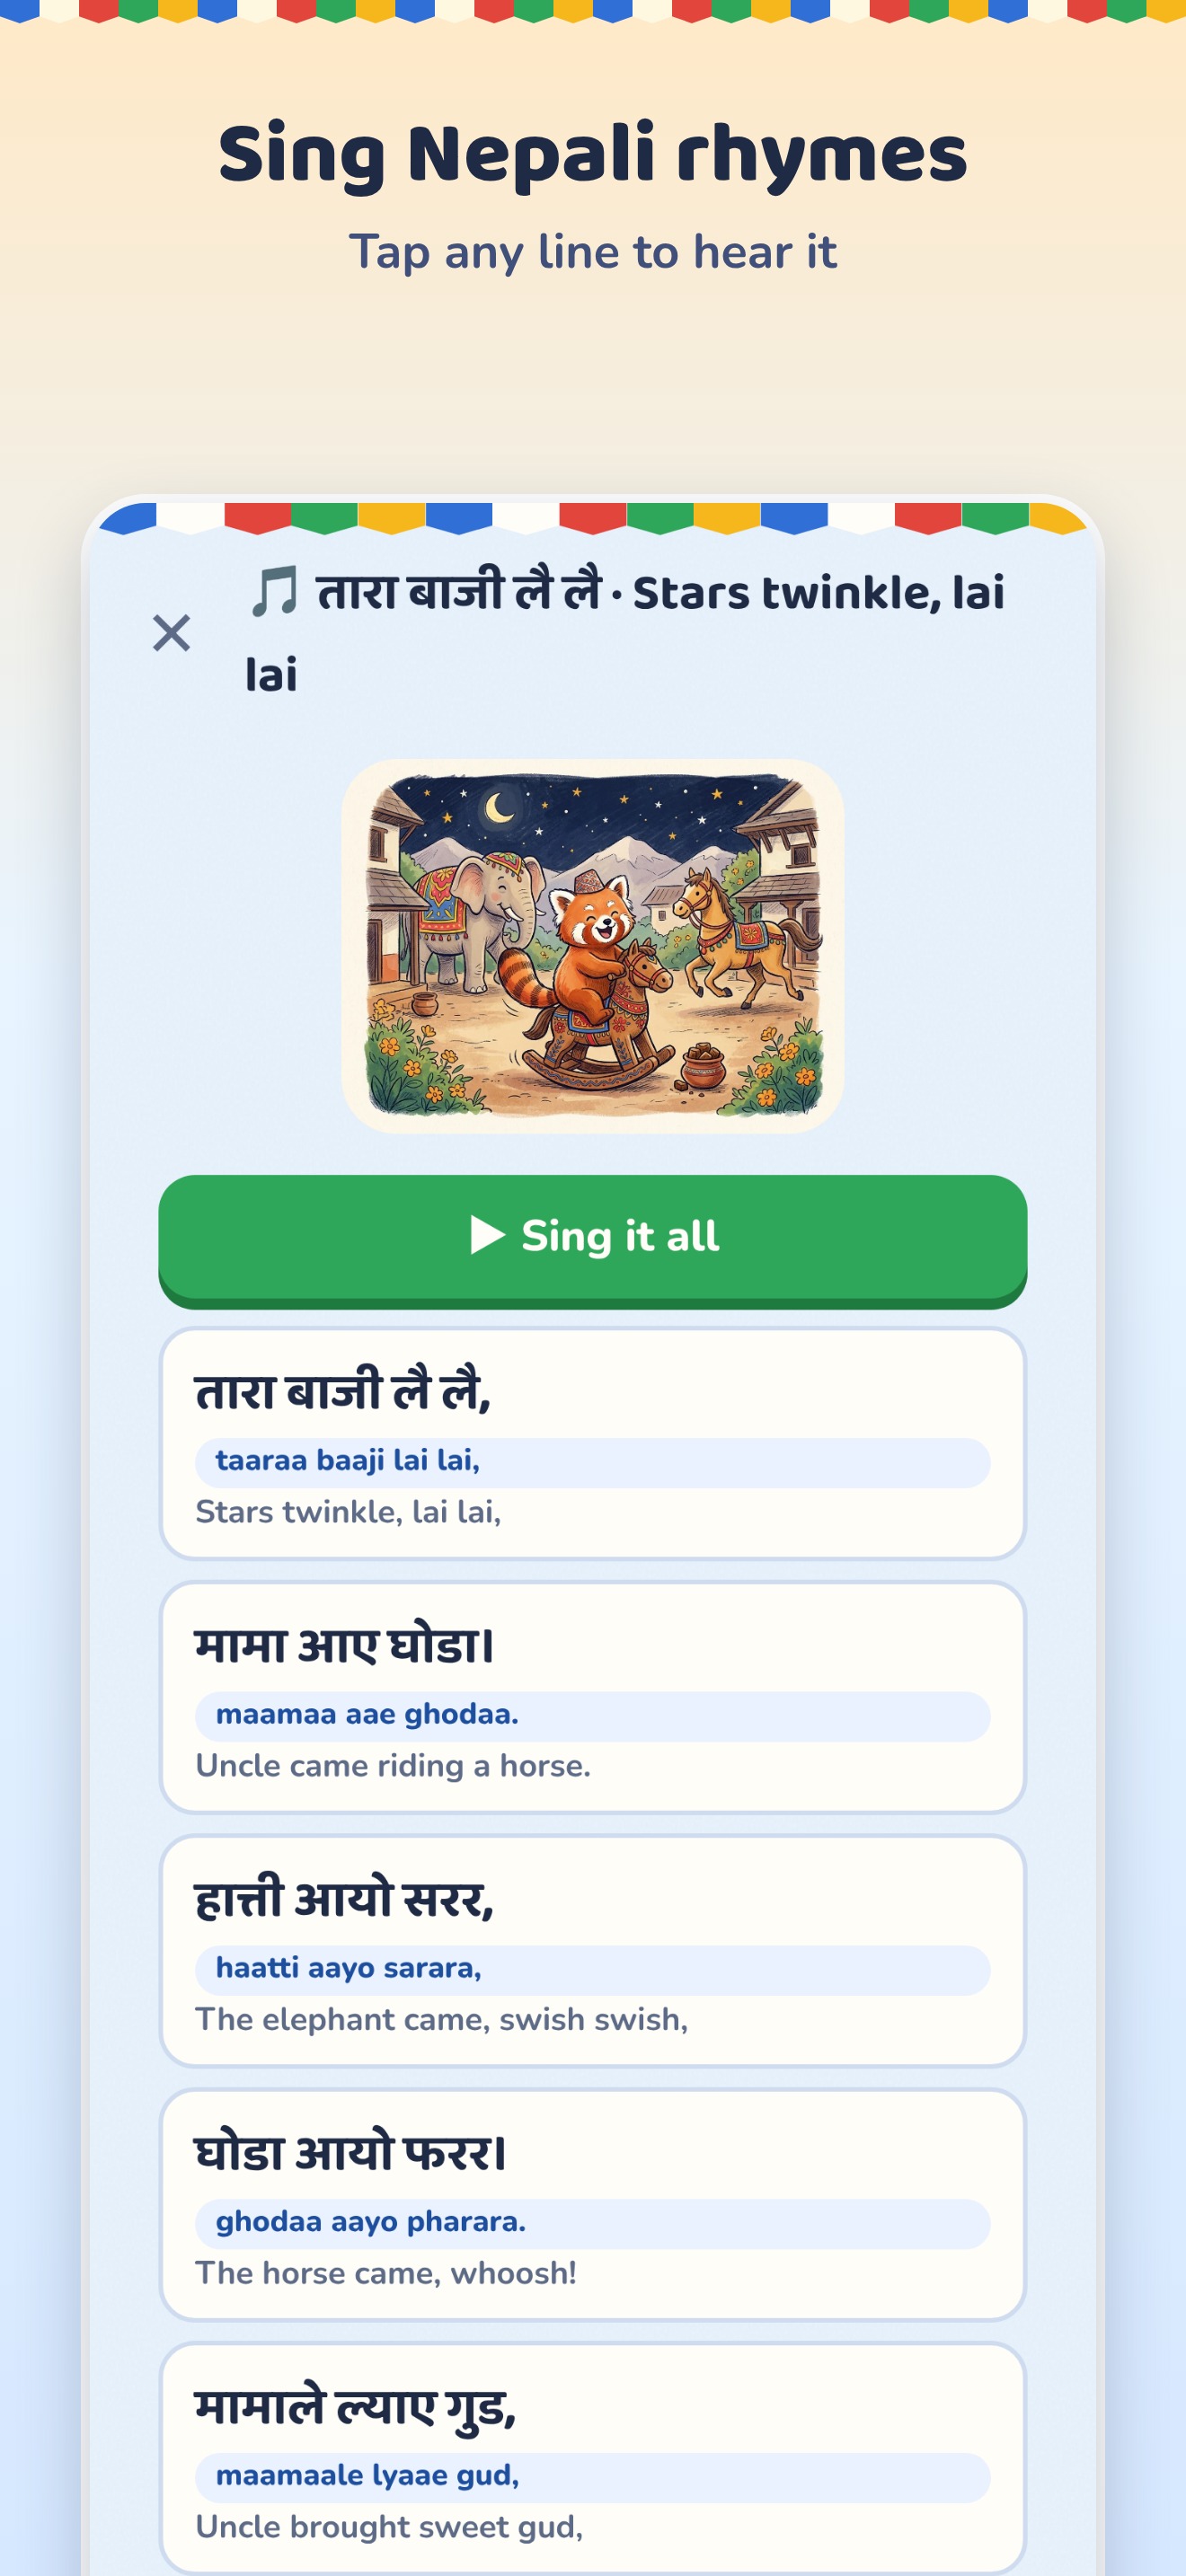 Sing Nepali rhymes
Tap any line to hear it
🎵 तारा बाजी लै लै · Stars twinkle, lai
lai
▶ Sing it all
तारा बाजी लै लै,
taaraa baaji lai lai,
Stars twinkle, lai lai,
मामा आए घोडा।
maamaa aae ghodaa.
Uncle came riding a horse.
हात्ती आयो सरर,
haatti aayo sarara,
The elephant came, swish swish,
घोडा आयो फरर।
ghodaa aayo pharara.
The horse came, whoosh!
मामाले ल्याए गुड,
maamaale lyaae gud,
Uncle brought sweet gud,